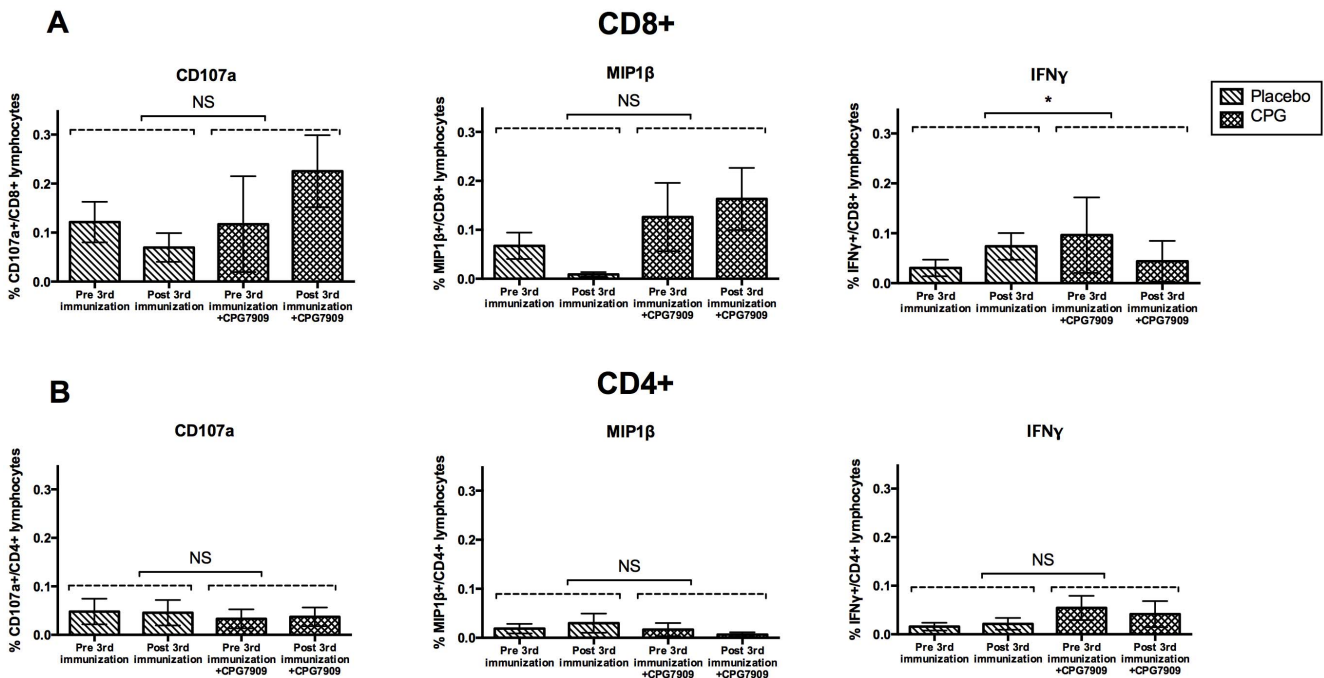 A
CD8+
CD107a
NS
% CD107a+/CD8+ lymphocytes
0.3
0.2
0.1
0.0
Pre 3rd
immunization
Post 3rd
immunization
Pre 3rd
immunization
+CPG7909
Post 3rd
immunization
+CPG7909
MIP1β
NS
% MIP1β+/CD8+ lymphocytes
0.3
0.2
0.1
0.0
Pre 3rd
immunization
Post 3rd
immunization
Pre 3rd
immunization
+CPG7909
Post 3rd
immunization
+CPG7909
IFNγ
*
% IFNγ+/CD8+ lymphocytes
0.3
0.2
0.1
0.0
Pre 3rd
immunization
Post 3rd
immunization
Pre 3rd
immunization
+CPG7909
Post 3rd
immunization
+CPG7909
Placebo
CPG
B
CD4+
CD107a
NS
% CD107a+/CD4+ lymphocytes
0.3
0.2
0.1
0.0
Pre 3rd
immunization
Post 3rd
immunization
Pre 3rd
immunization
+CPG7909
Post 3rd
immunization
+CPG7909
MIP1β
NS
% MIP1β+/CD4+ lymphocytes
0.3
0.2
0.1
0.0
Pre 3rd
immunization
Post 3rd
immunization
Pre 3rd
immunization
+CPG7909
Post 3rd
immunization
+CPG7909
IFNγ
NS
% IFNγ+/CD4+ lymphocytes
0.3
0.2
0.1
0.0
Pre 3rd
immunization
Post 3rd
immunization
Pre 3rd
immunization
+CPG7909
Post 3rd
immunization
+CPG7909